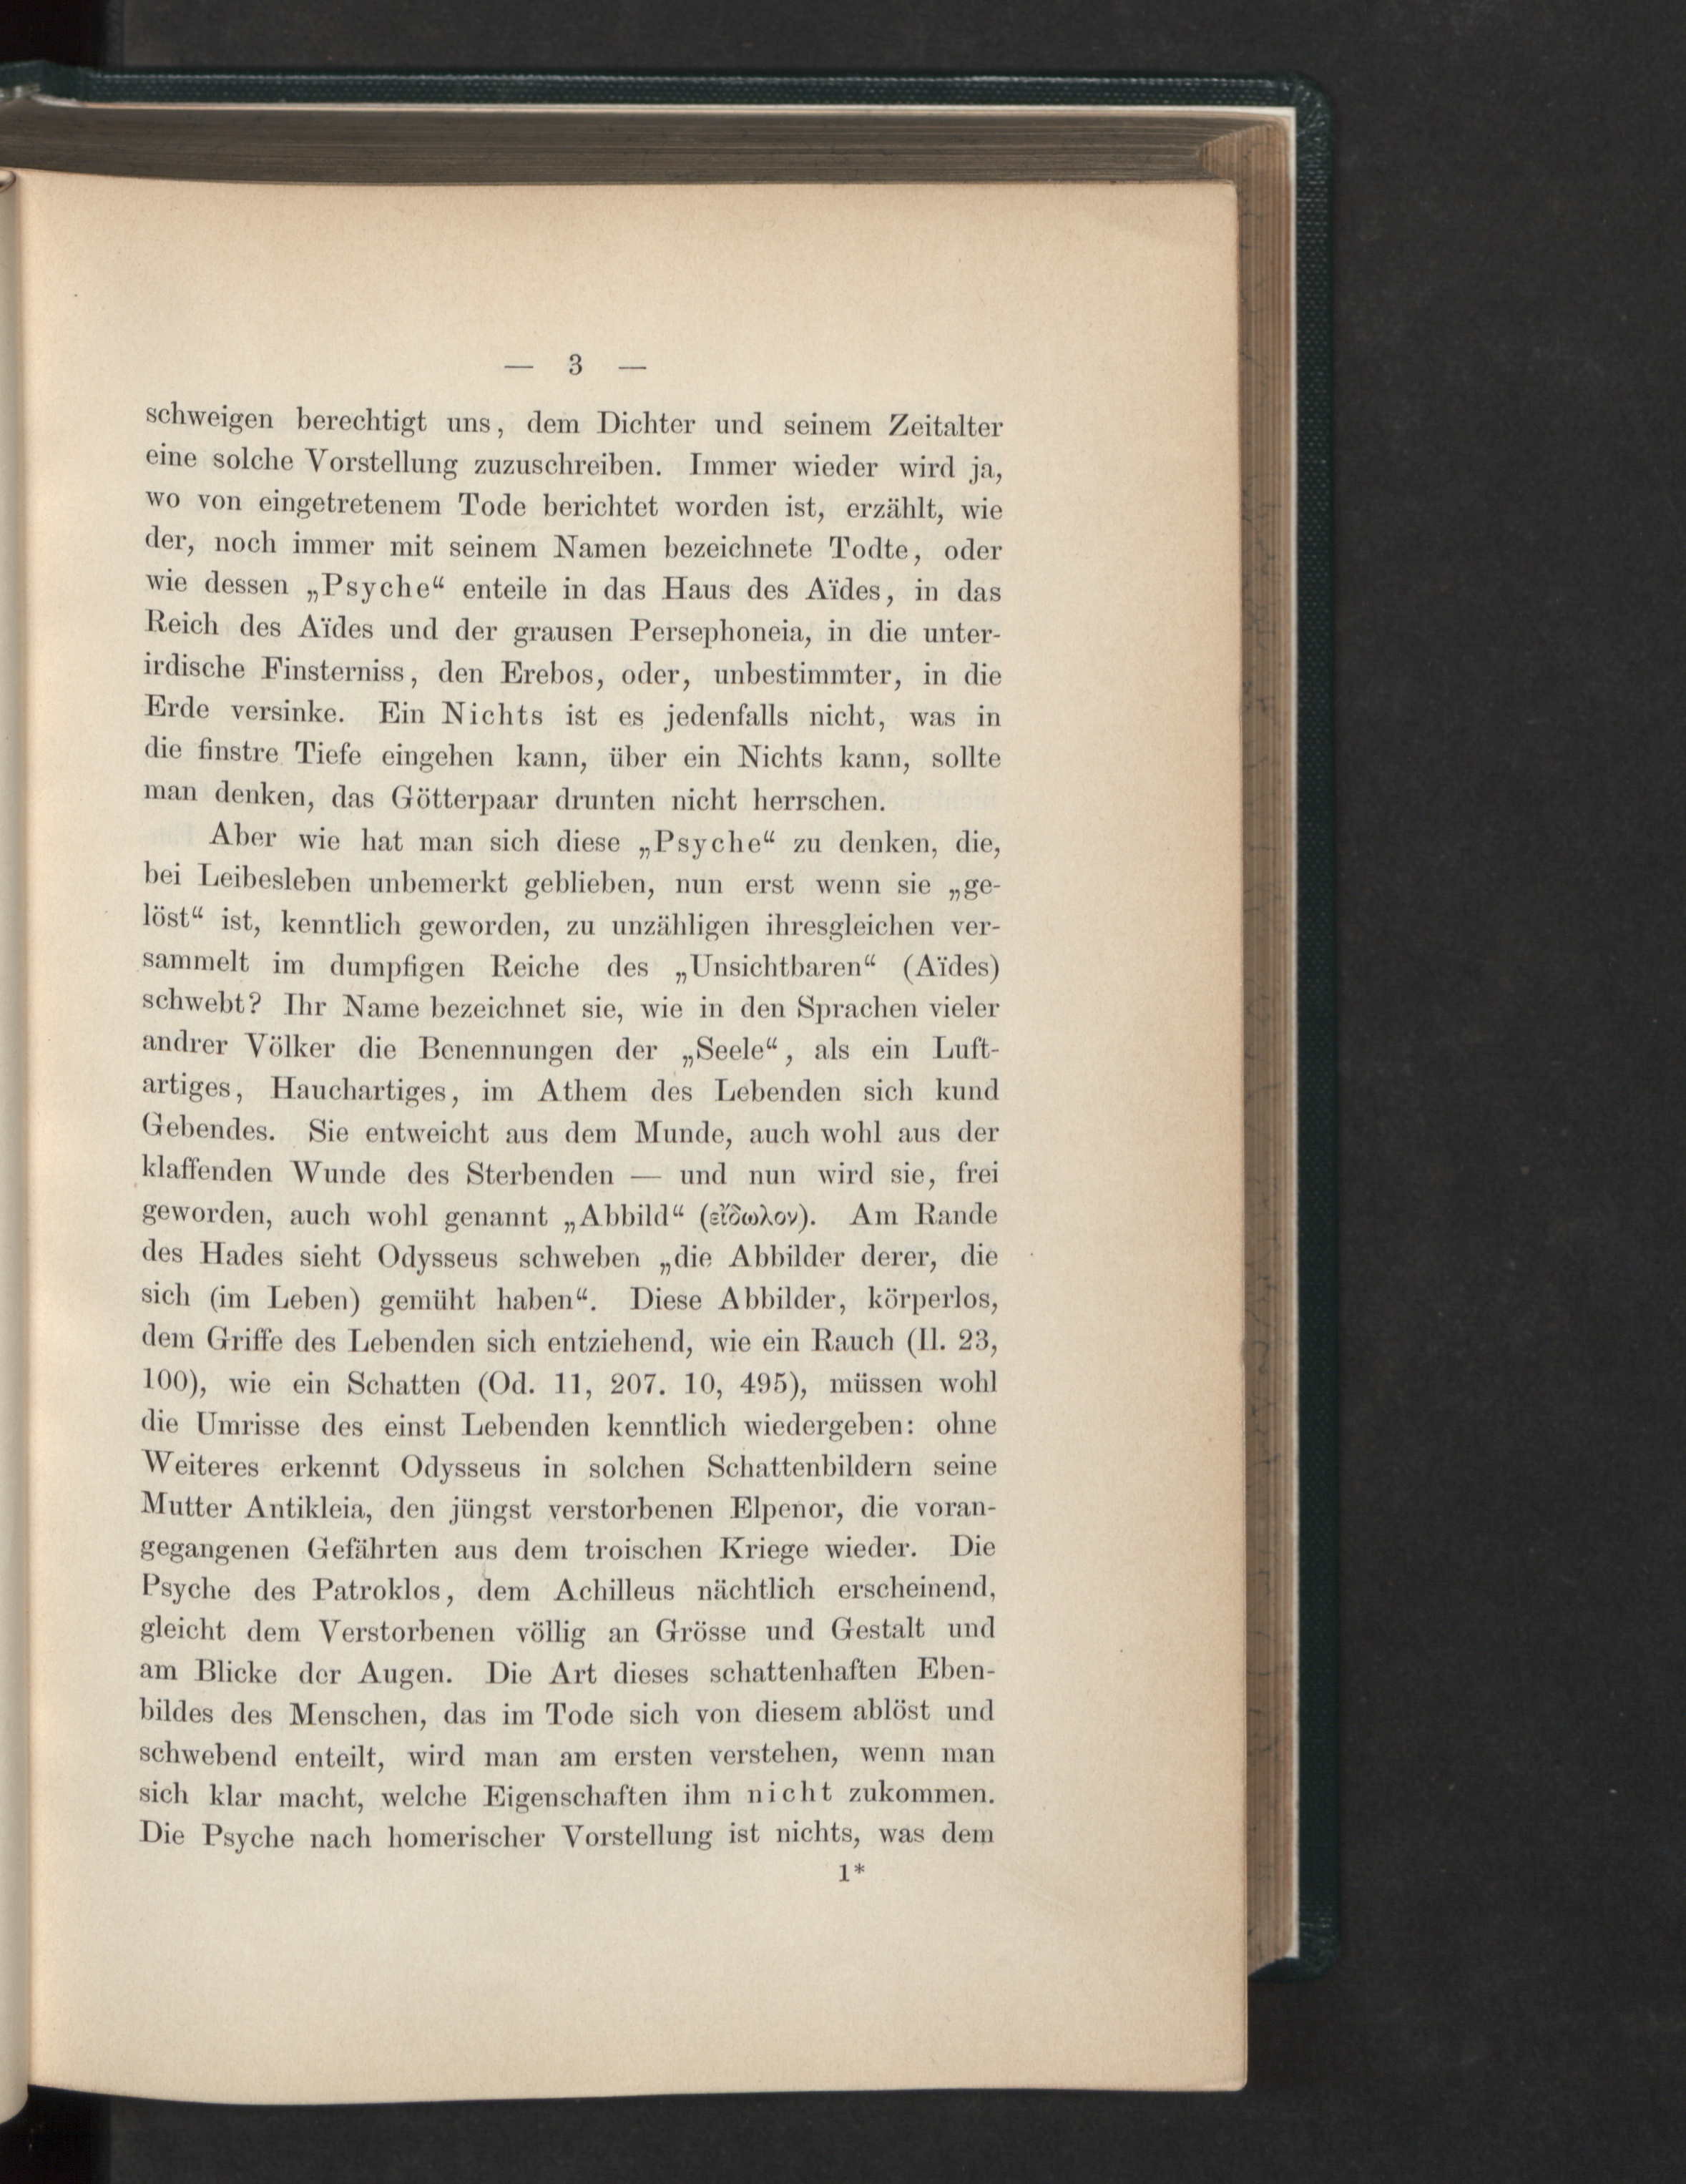 — 3 —
schweigen berechtigt uns, dem Dichter und seinem Zeitalter
eine solche Vorstellung zuzuschreiben. Immer wieder wird ja,
wo von eingetretenem Tode berichtet worden ist, erzählt, wie
der, noch immer mit seinem Namen bezeichnete Todte, oder
wie dessen „Psyche“ enteile in das Haus des Aïdes, in das
Reich des Aïdes und der grausen Persephoneia, in die unter-
irdische Finsterniss, den Erebos, oder, unbestimmter, in die
Erde versinke. Ein Nichts ist es jedenfalls nicht, was in
die finstre Tiefe eingehen kann, über ein Nichts kann, sollte
man denken, das Götterpaar drunten nicht herrschen.
Aber wie hat man sich diese „Psyche“ zu denken, die,
bei Leibesleben unbemerkt geblieben, nun erst wenn sie „ge-
löst“ ist, kenntlich geworden, zu unzähligen ihresgleichen ver-
sammelt im dumpfigen Reiche des „Unsichtbaren“ (Aïdes)
schwebt? Ihr Name bezeichnet sie, wie in den Sprachen vieler
andrer Völker die Benennungen der „Seele“, als ein Luft-
artiges, Hauchartiges, im Athem des Lebenden sich kund
Gebendes. Sie entweicht aus dem Munde, auch wohl aus der
klaffenden Wunde des Sterbenden — und nun wird sie, frei
geworden, auch wohl genannt „Abbild“ (εἴδωλον). Am Rande
des Hades sieht Odysseus schweben „die Abbilder derer, die
sich (im Leben) gemüht haben“. Diese Abbilder, körperlos,
dem Griffe des Lebenden sich entziehend, wie ein Rauch (Il. 23,
100), wie ein Schatten (Od. 11, 207. 10, 495), müssen wohl
die Umrisse des einst Lebenden kenntlich wiedergeben: ohne
Weiteres erkennt Odysseus in solchen Schattenbildern seine
Mutter Antikleia, den jüngst verstorbenen Elpenor, die voran-
gegangenen Gefährten aus dem troischen Kriege wieder. Die
Psyche des Patroklos, dem Achilleus nächtlich erscheinend,
gleicht dem Verstorbenen völlig an Grösse und Gestalt und
am Blicke der Augen. Die Art dieses schattenhaften Eben-
bildes des Menschen, das im Tode sich von diesem ablöst und
schwebend enteilt, wird man am ersten verstehen, wenn man
sich klar macht, welche Eigenschaften ihm nicht zukommen.
Die Psyche nach homerischer Vorstellung ist nichts, was dem
1*